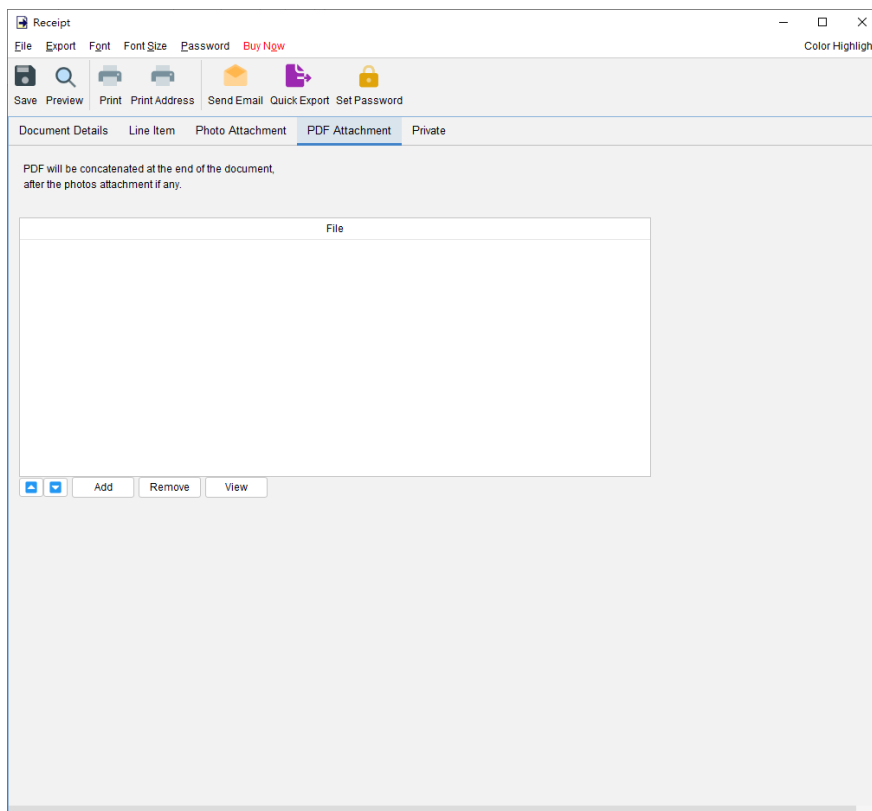 Receipt
File Export Font Font Size Password Buy Now Color Highligh
Save Preview Print Print Address Send Email Quick Export Set Password
Document Details Line Item Photo Attachment PDF Attachment Private
PDF will be concatenated at the end of the document,
after the photos attachment if any.
File
Add Remove View